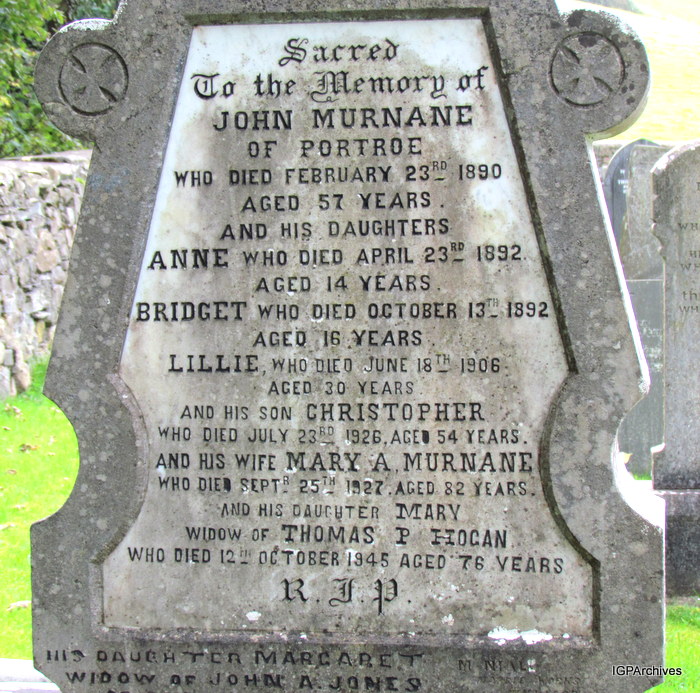 Sacred
To the Memory of
JOHN MURNANE
OF PORTROE
WHO DIED FEBRUARY 23RD 1890
AGED 57 YEARS.
AND HIS DAUGHTERS
ANNE WHO DIED APRIL 23RD 1892.
AGED 14 YEARS.
BRIDGET WHO DIED OCTOBER 13TH 1892
AGED 16 YEARS
LILLIE, WHO DIED JUNE 18TH 1906.
AGED 30 YEARS
AND HIS SON CHRISTOPHER
WHO DIED JULY 23RD 1926, AGED 54 YEARS.
AND HIS WIFE MARY A. MURNANE
WHO DIED SEPTR 25TH 1927. AGED 82 YEARS.
AND HIS DAUGHTER MARY
WIDOW OF THOMAS P HOGAN
WHO DIED 12TH OCTOBER 1945 AGED 76 YEARS
R.I.P.
HIS DAUGHTER MARGARET
WIDOW OF JOHN A. JONES
IGPArchives